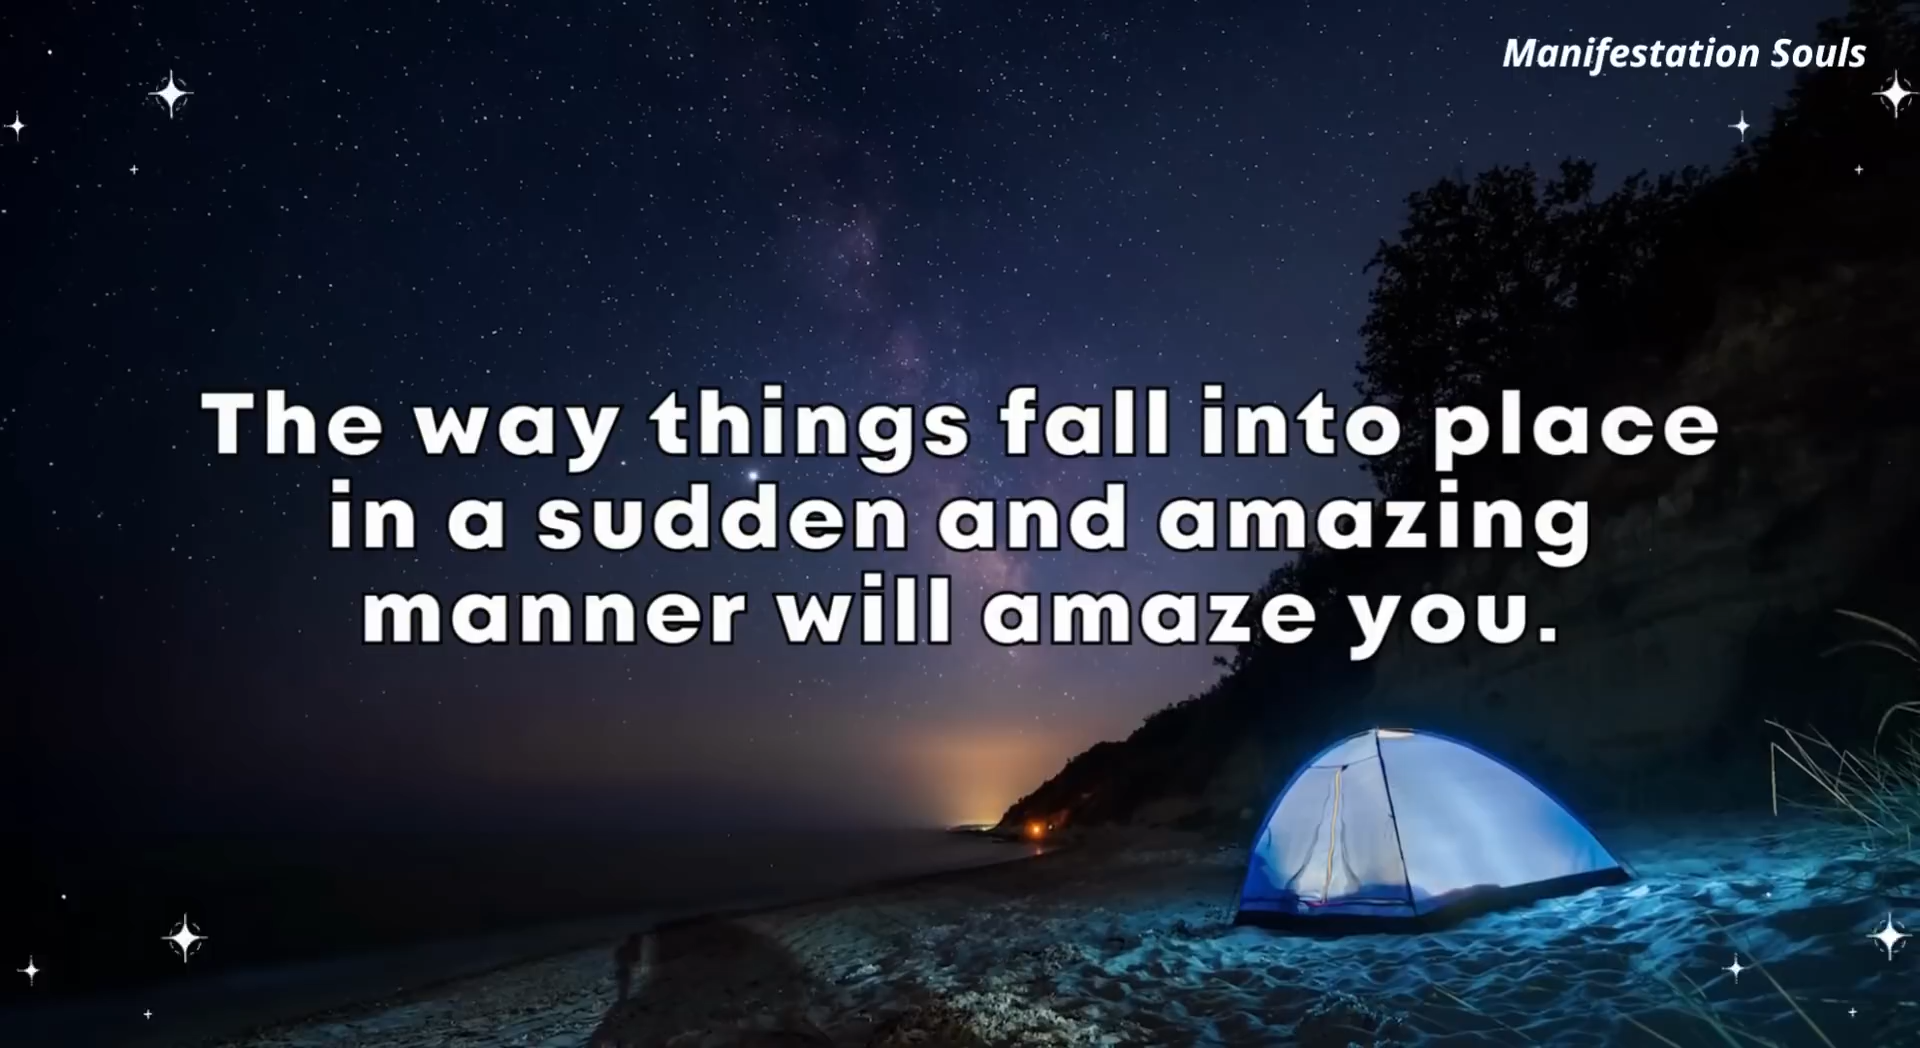 Manifestation Souls
The way things fall into place
in a sudden and amazing
manner will amaze you.